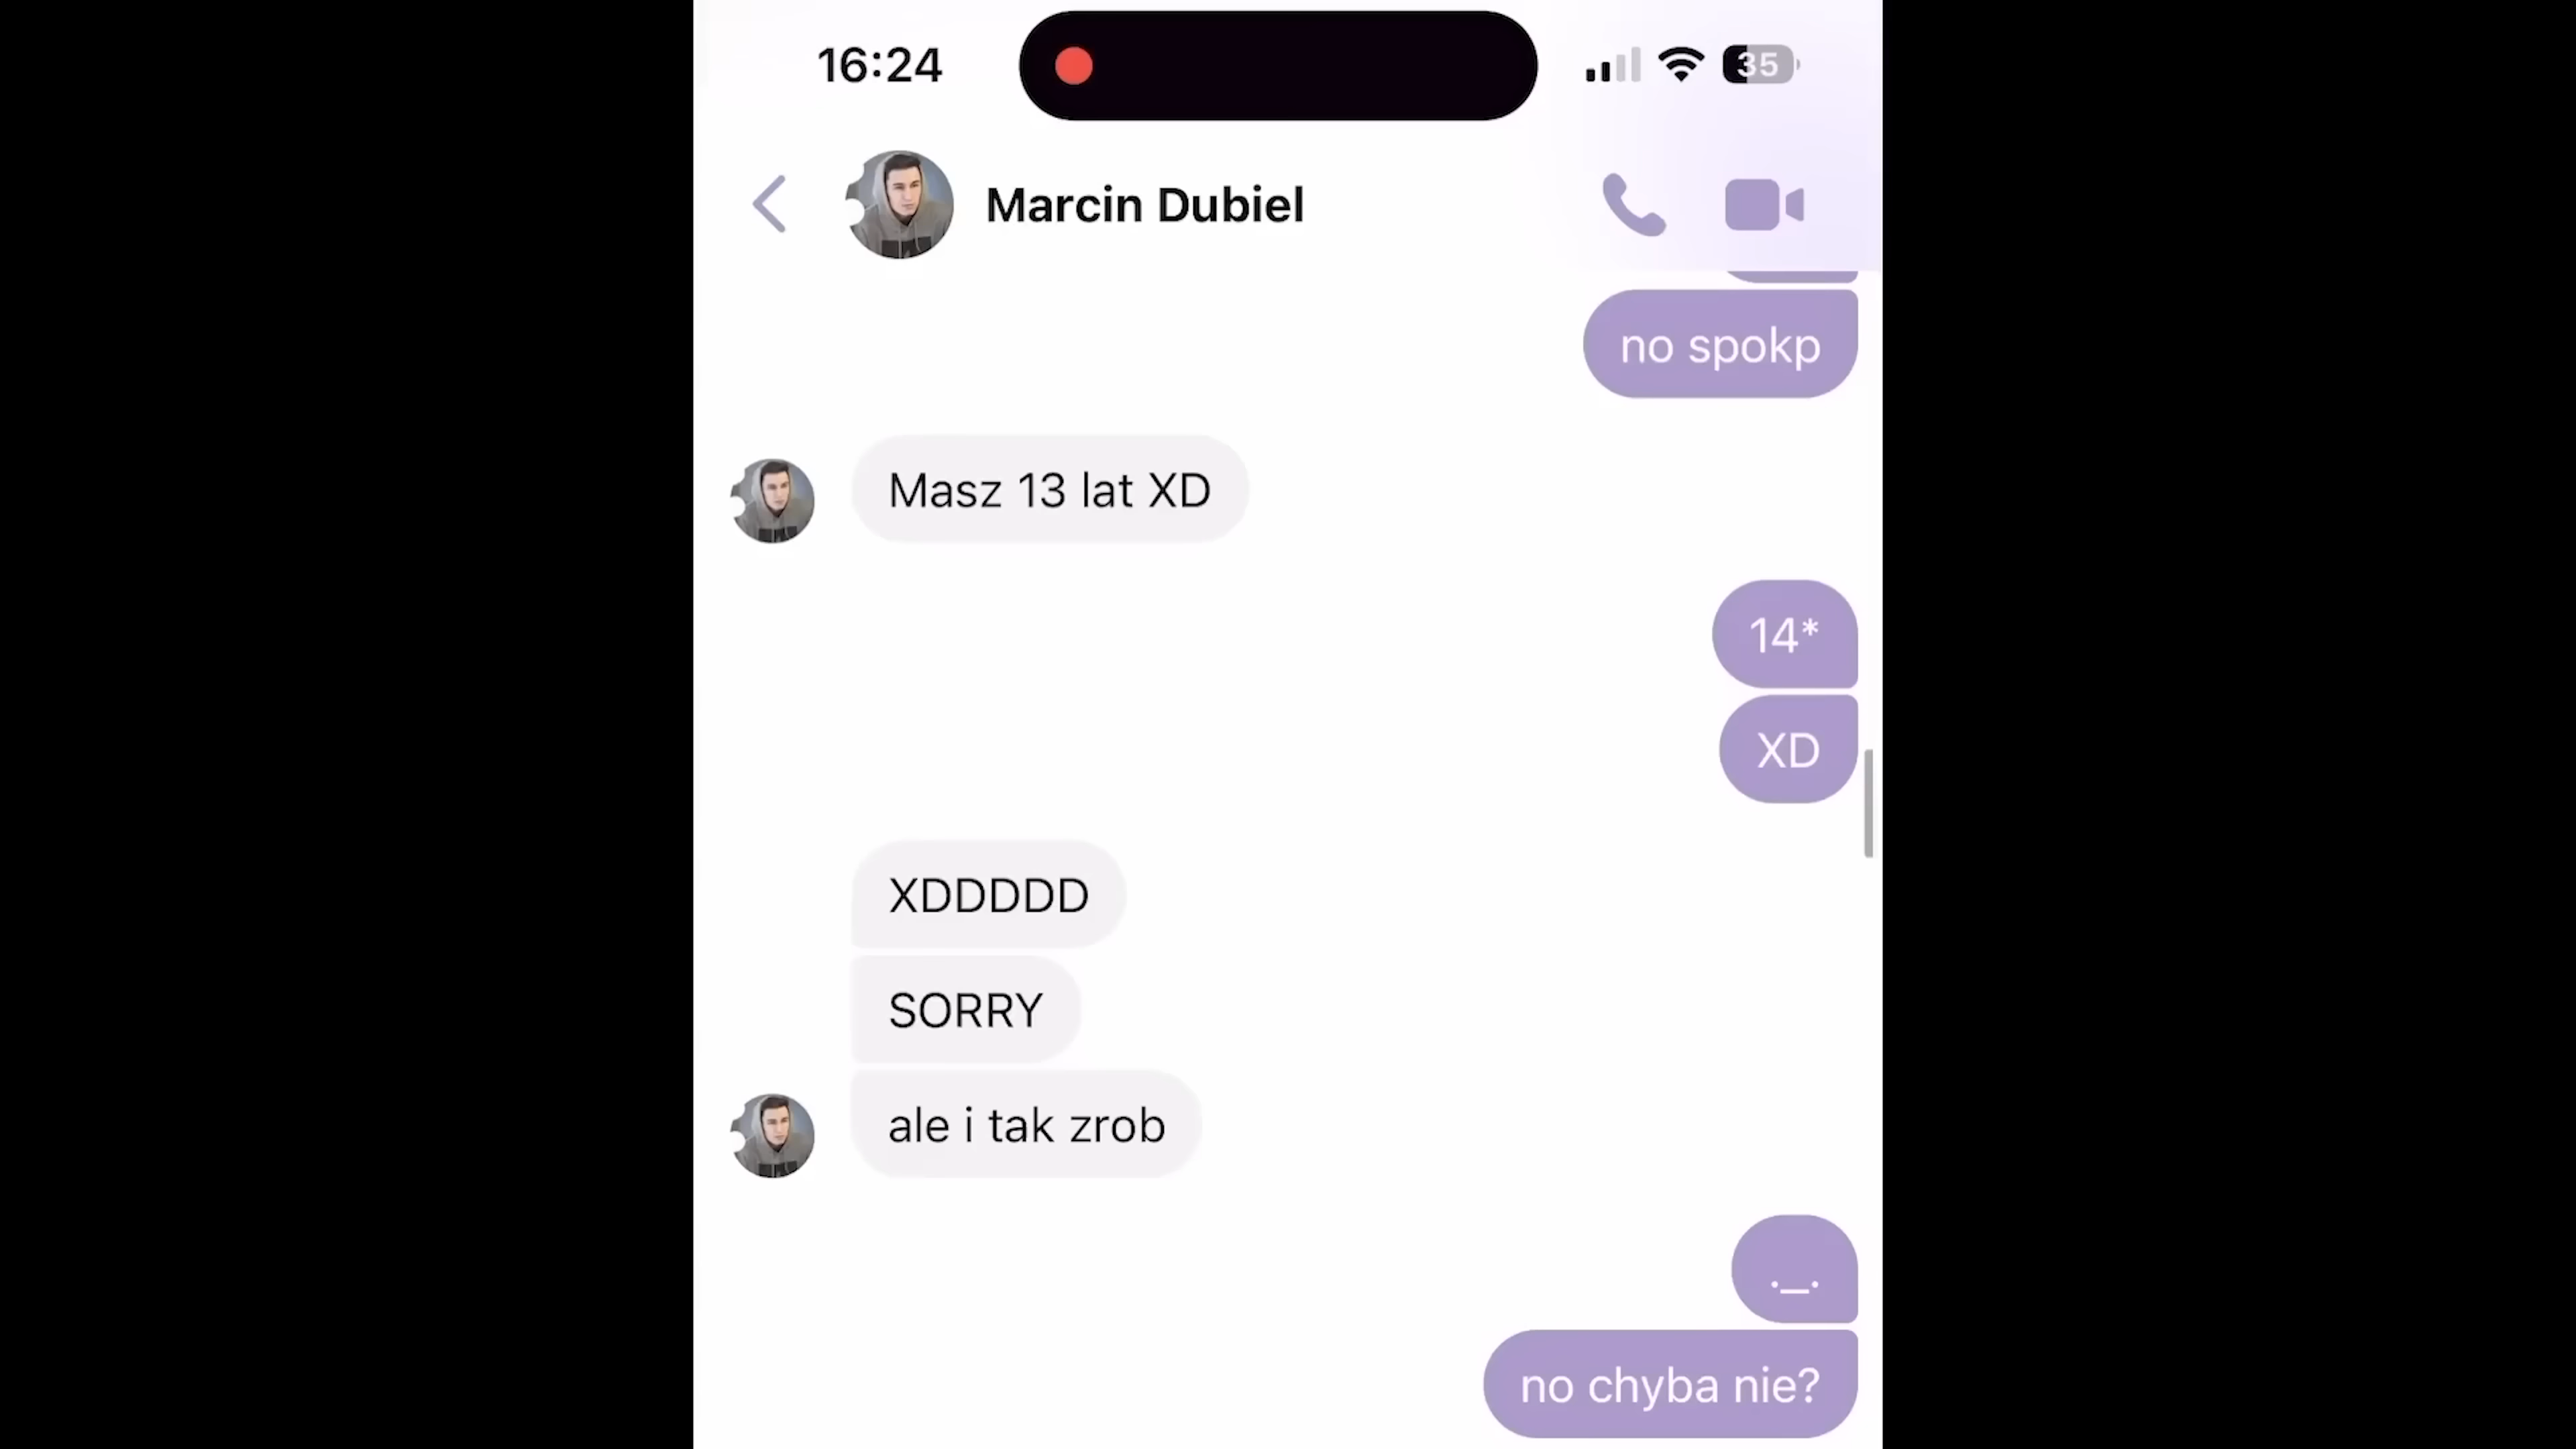 16:24
35
Marcin Dubiel
no spokp
Masz 13 lat XD
14*
XD
XDDDDD
SORRY
ale i tak zrob
._.
no chyba nie?